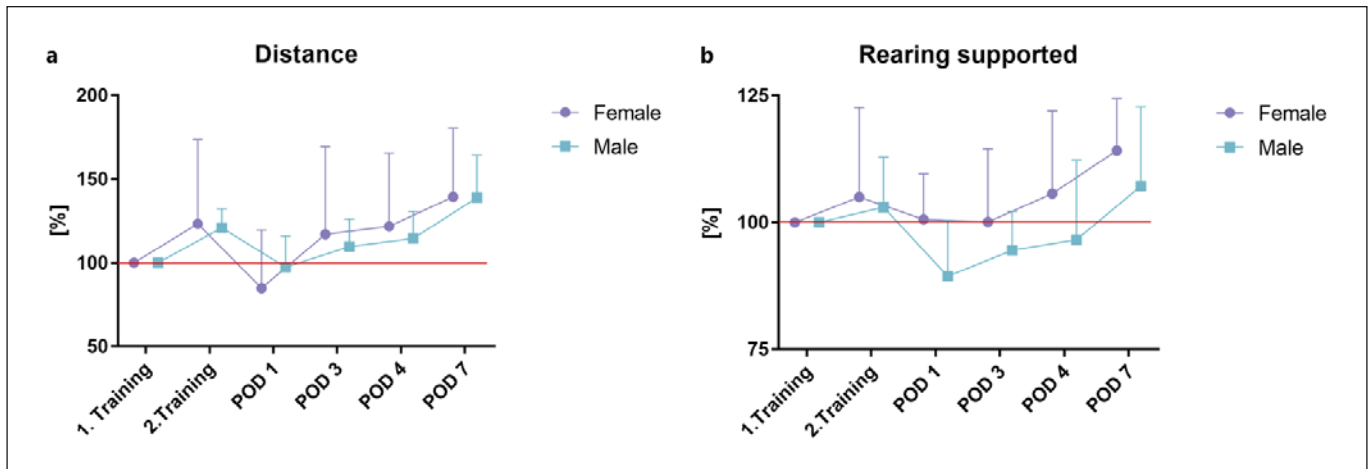 a
Distance
[%]
200
150
100
50
1. Training
2.Training
POD 1
POD 3
POD 4
POD 7
Female
Male
b
Rearing supported
[%]
125
100
75
1.Training
2.Training
POD 1
POD 3
POD 4
POD 7
Female
Male